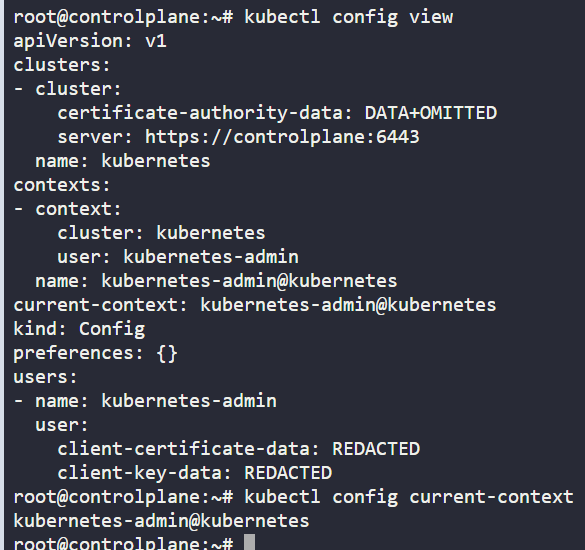 root@controlplane:~# kubectl config view
apiVersion: v1
clusters:
- cluster:
    certificate-authority-data: DATA+OMITTED
    server: https://controlplane:6443
  name: kubernetes
contexts:
- context:
    cluster: kubernetes
    user: kubernetes-admin
  name: kubernetes-admin@kubernetes
current-context: kubernetes-admin@kubernetes
kind: Config
preferences: {}
users:
- name: kubernetes-admin
  user:
    client-certificate-data: REDACTED
    client-key-data: REDACTED
root@controlplane:~# kubectl config current-context
kubernetes-admin@kubernetes
root@controlplane:~#